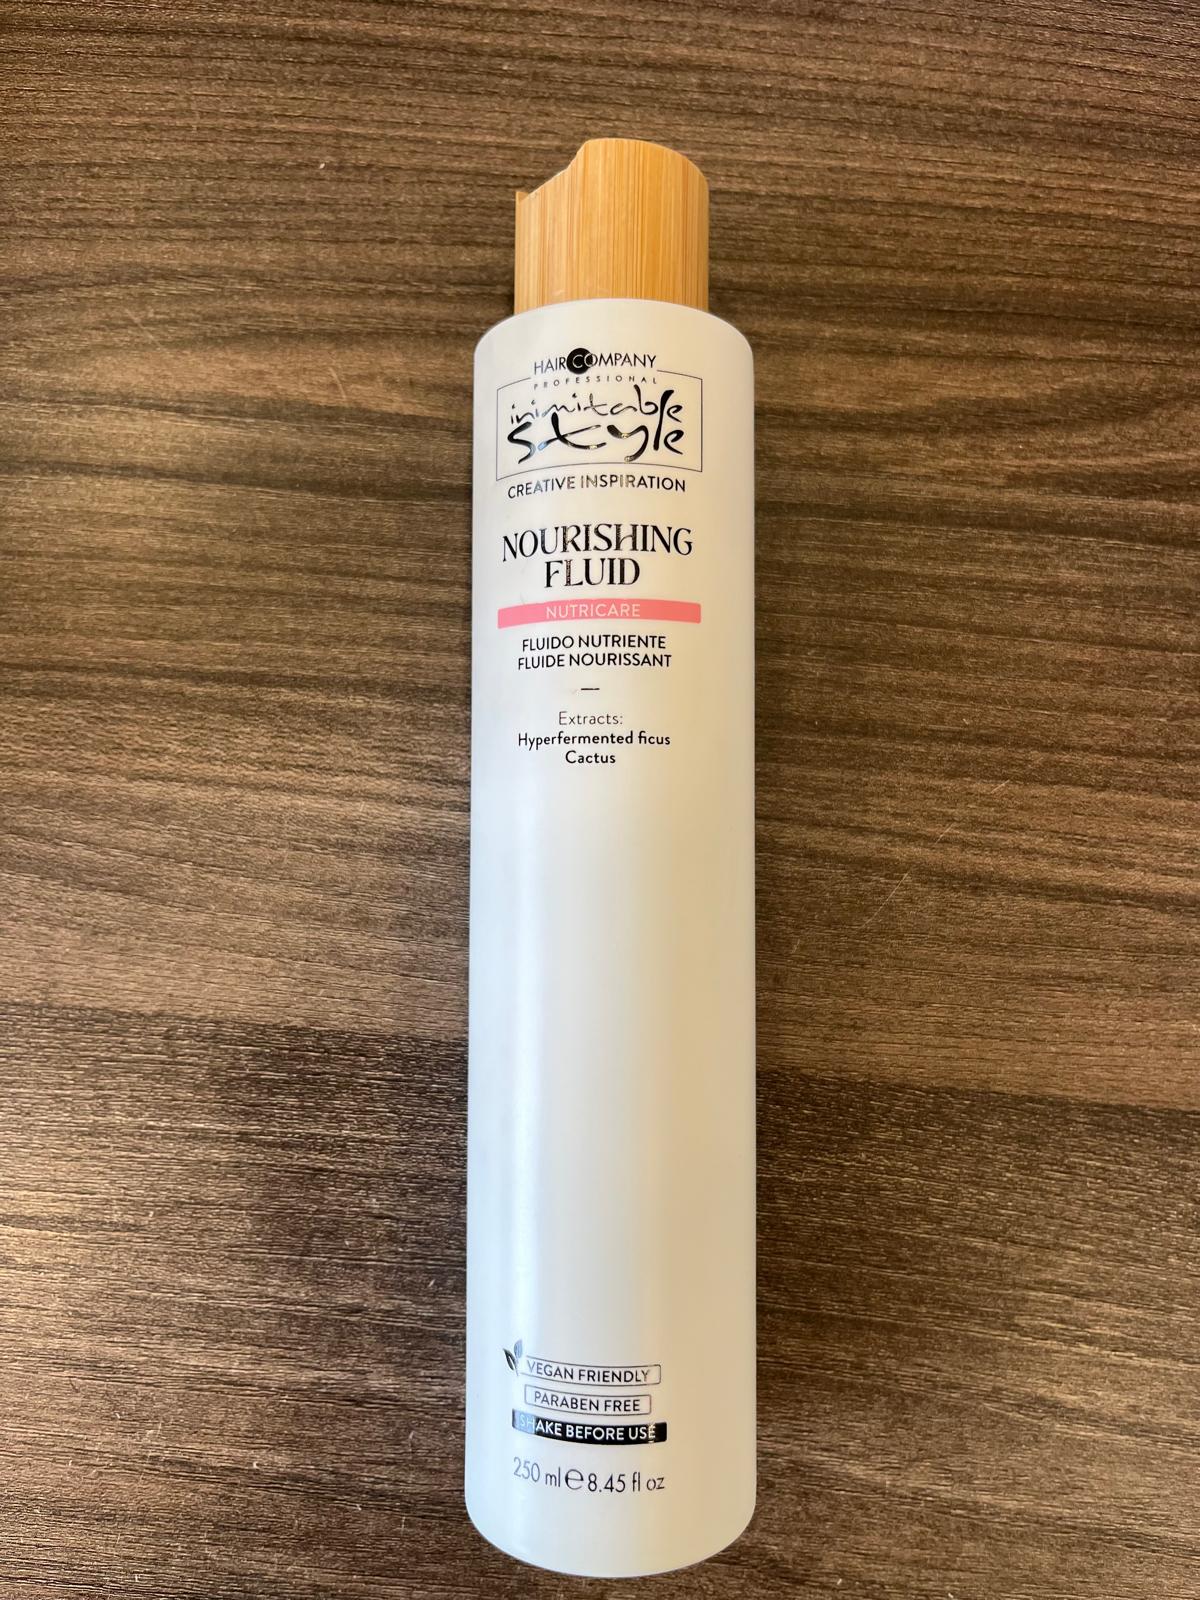 HAIR COMPANY
PROFESSIONAL
inimitable
style
CREATIVE INSPIRATION
NOURISHING
FLUID
NUTRICARE
FLUIDO NUTRIENTE
FLUIDE NOURISSANT
—
Extracts:
Hyperfermented ficus
Cactus
VEGAN FRIENDLY
PARABEN FREE
SHAKE BEFORE USE
250 ml ℮ 8.45 fl oz